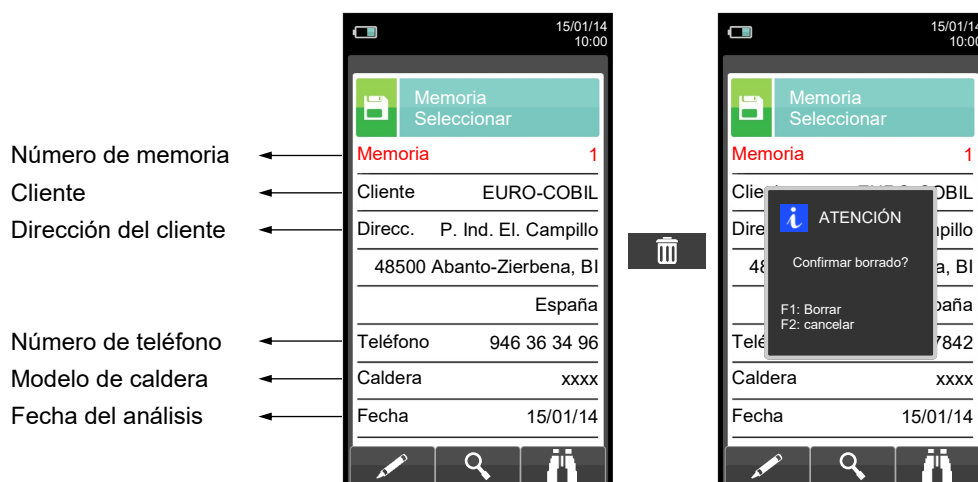 15/01/14
10:00
Memoria
Seleccionar
Número de memoria
Memoria 1
Cliente
Cliente EURO-COBIL
Dirección del cliente
Direcc. P. Ind. El. Campillo
48500 Abanto-Zierbena, BI
España
Número de teléfono
Teléfono 946 36 34 96
Modelo de caldera
Caldera xxxx
Fecha del análisis
Fecha 15/01/14
15/01/14
10:00
Memoria
Seleccionar
Memoria 1
ATENCIÓN
Confirmar borrado?
F1: Borrar
F2: cancelar
a, BI
7842
Caldera xxxx
Fecha 15/01/14